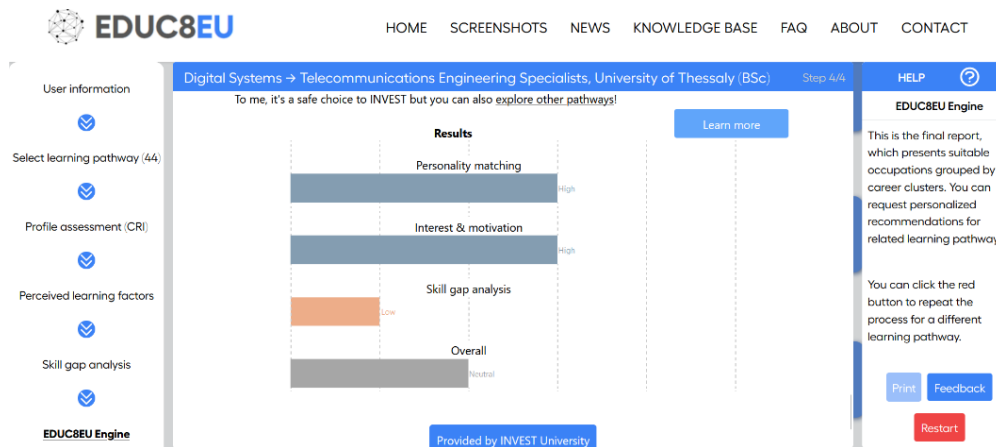 EDUC8EU
HOME SCREENSHOTS NEWS KNOWLEDGE BASE FAQ ABOUT CONTACT
User information
Select learning pathway (44)
Profile assessment (CRI)
Perceived learning factors
Skill gap analysis
EDUC8EU Engine
Digital Systems → Telecommunications Engineering Specialists, University of Thessaly (BSc) Step 4/4
To me, it's a safe choice to INVEST but you can also explore other pathways!
Learn more
Results
Personality matching
High
Interest & motivation
High
Skill gap analysis
Low
Overall
Neutral
Provided by INVEST University
HELP ?
EDUC8EU Engine
This is the final report,
which presents suitable
occupations grouped by
career clusters. You can
request personalized
recommendations for
related learning pathway
You can click the red
button to repeat the
process for a different
learning pathway.
Print Feedback
Restart